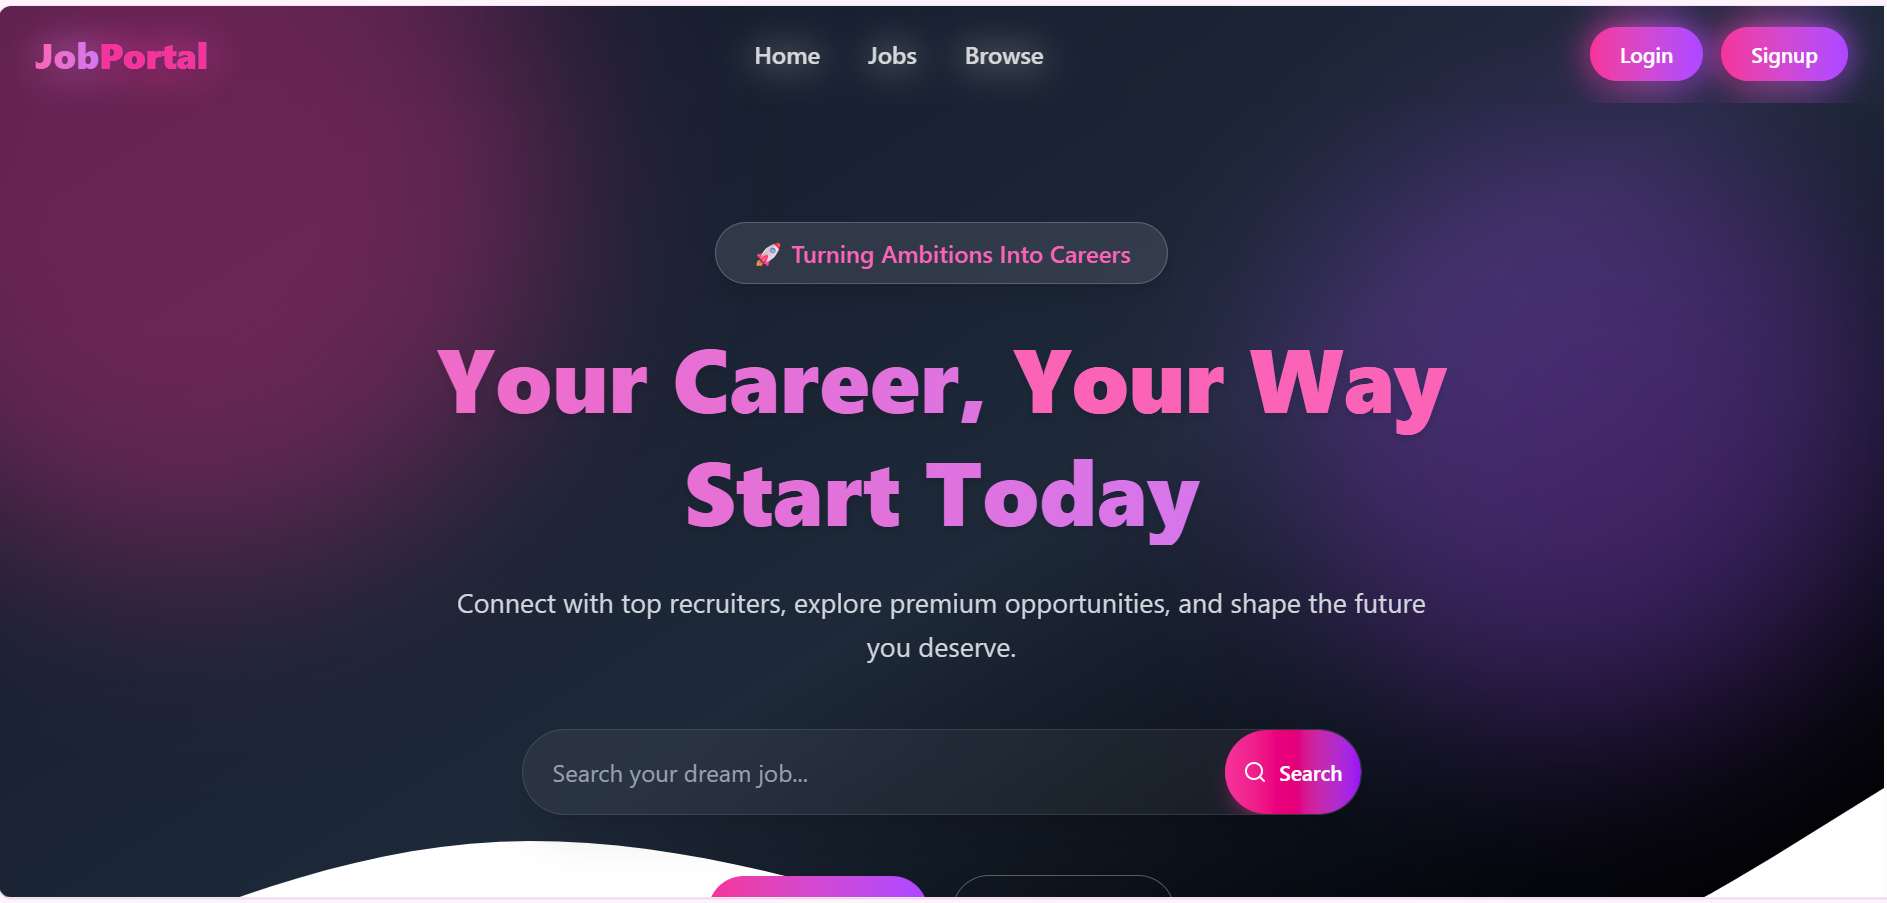 JobPortal
Home Jobs Browse
Login Signup
🚀 Turning Ambitions Into Careers
Your Career, Your Way
Start Today
Connect with top recruiters, explore premium opportunities, and shape the future
you deserve.
Search your dream job... Search